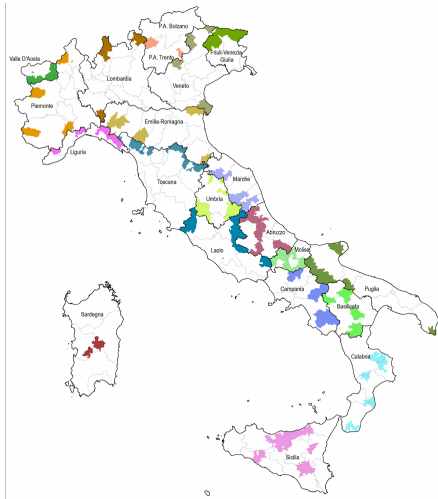 P.A. Bolzano
Valle D'Aosta
P.A. Trento
Friuli-Venezia
Giulia
Lombardia
Veneto
Piemonte
Emilia-Romagna
Liguria
Toscana
Marche
Umbria
Abruzzo
Lazio
Molise
Campania
Puglia
Basilicata
Sardegna
Calabria
Sicilia